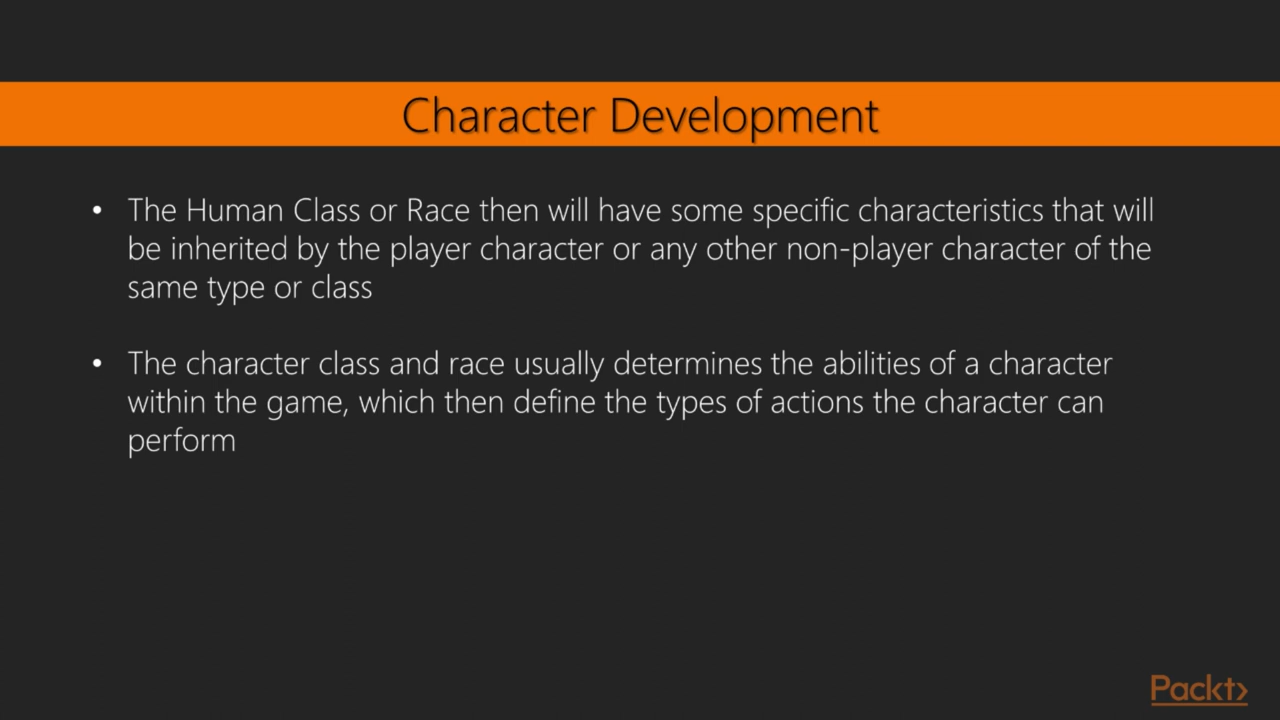 Character Development
• The Human Class or Race then will have some specific characteristics that will
be inherited by the player character or any other non-player character of the
same type or class
• The character class and race usually determines the abilities of a character
within the game, which then define the types of actions the character can
perform
Packt>